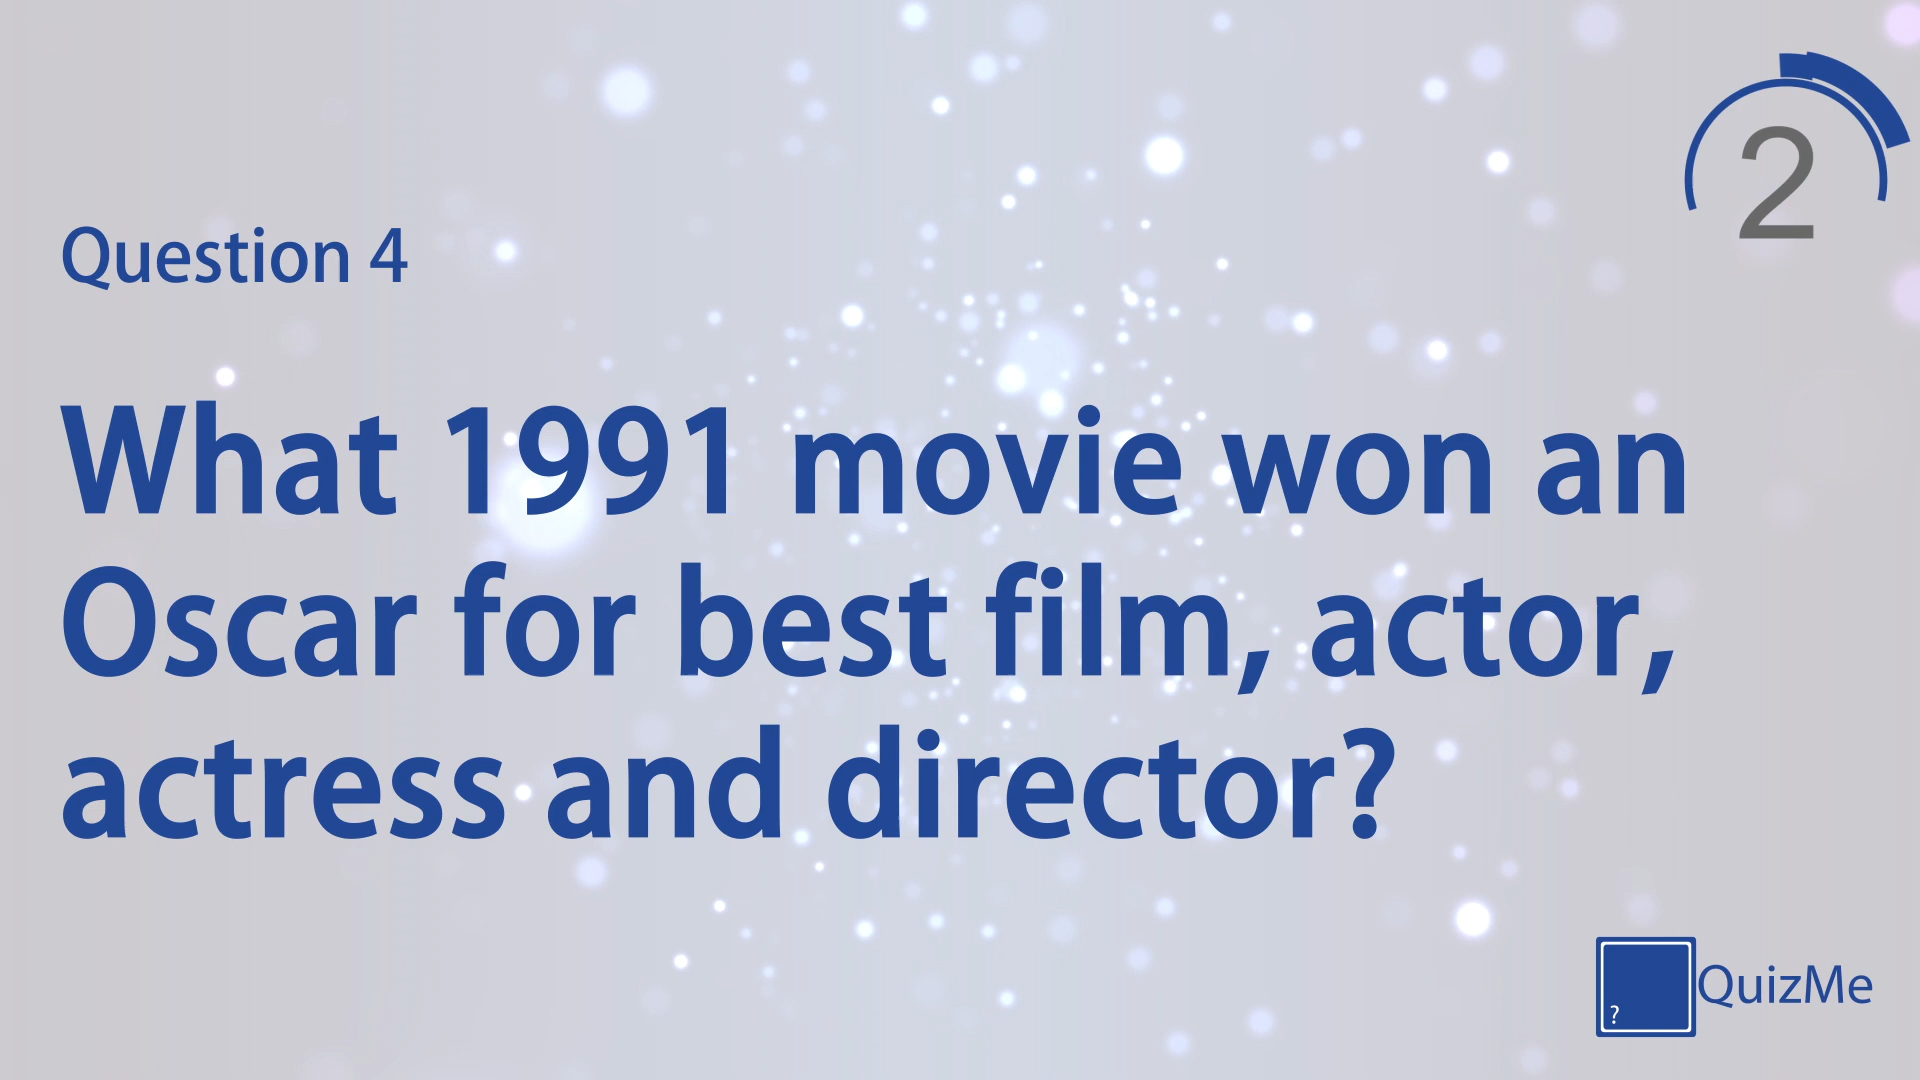 2
Question 4
What 1991 movie won an
Oscar for best film, actor,
actress and director?
?
QuizMe